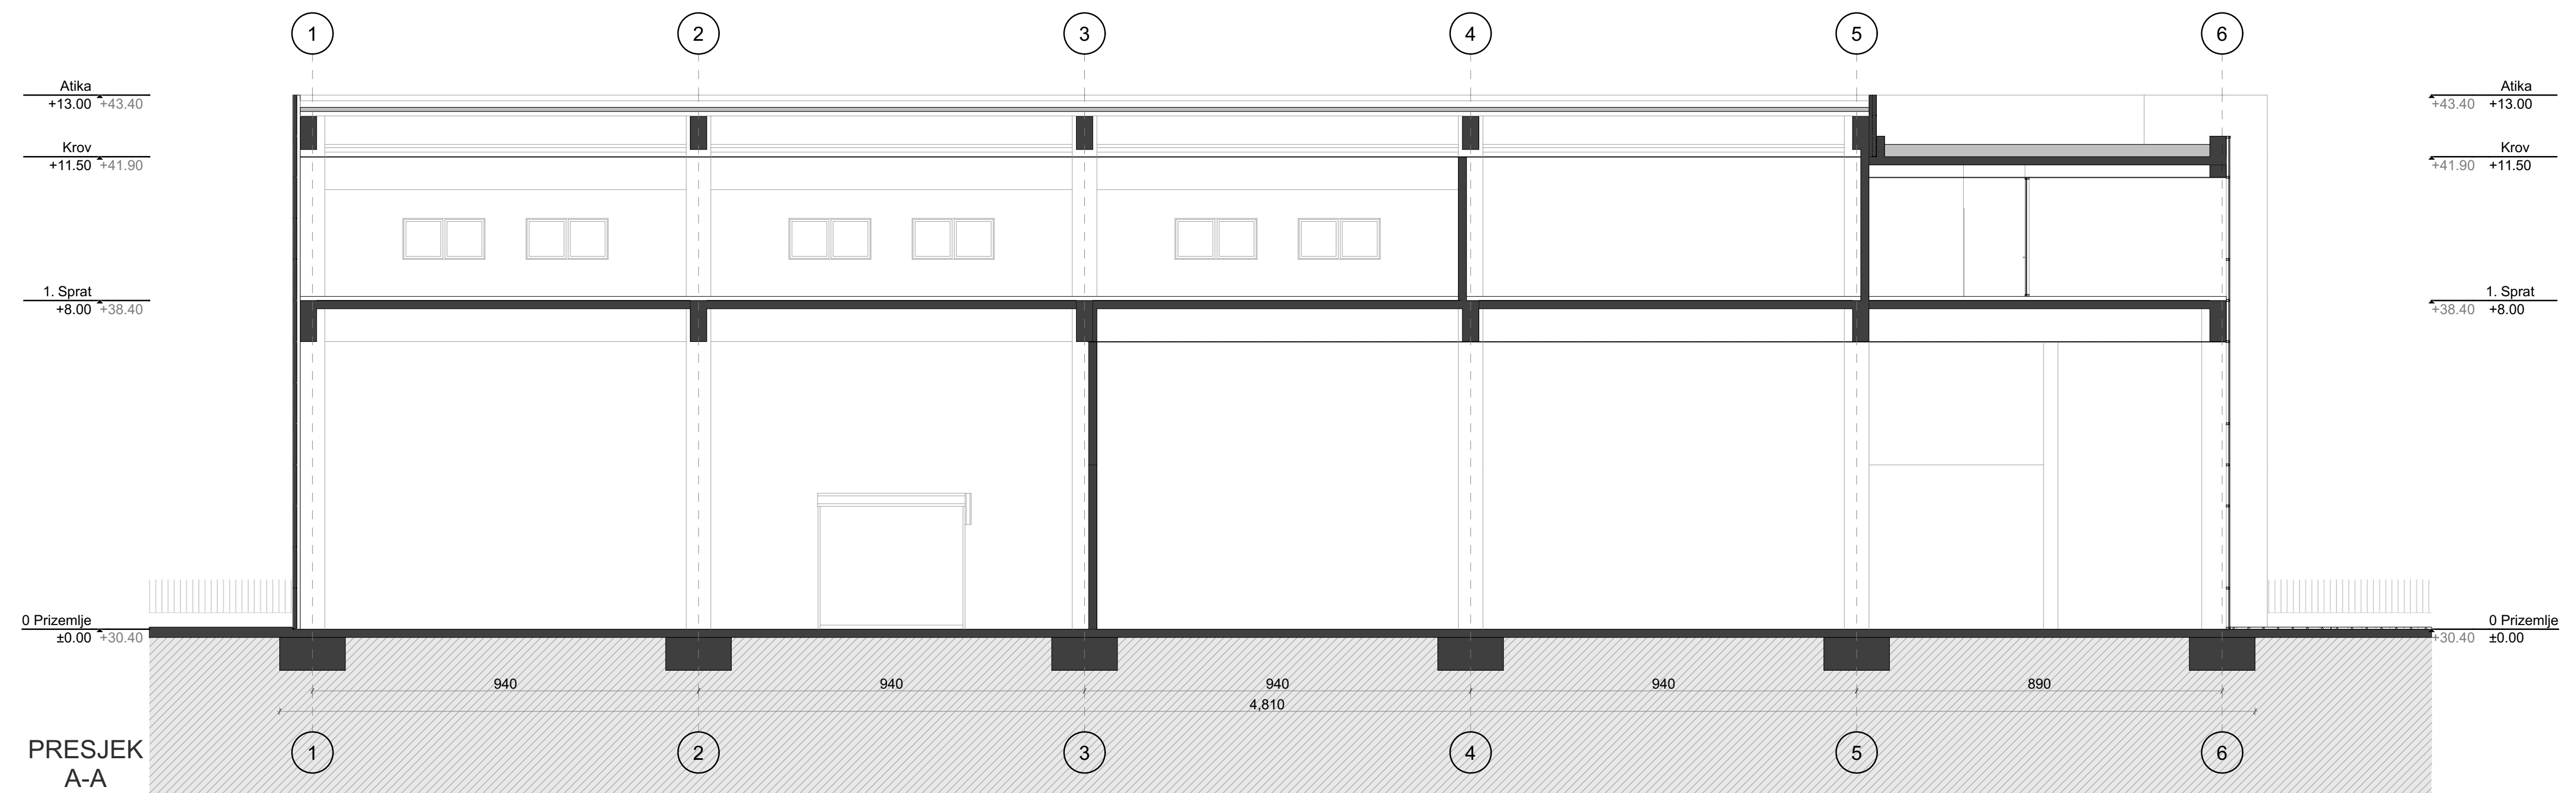 1 2 3 4 5 6
Atika
+13.00 +43.40
Atika
+43.40 +13.00
Krov
+11.50 +41.90
Krov
+41.90 +11.50
1. Sprat
+8.00 +38.40
1. Sprat
+38.40 +8.00
0 Prizemlje
±0.00 +30.40
0 Prizemlje
+30.40 ±0.00
940 940 940 940 890
4,810
PRESJEK
A-A
1 2 3 4 5 6